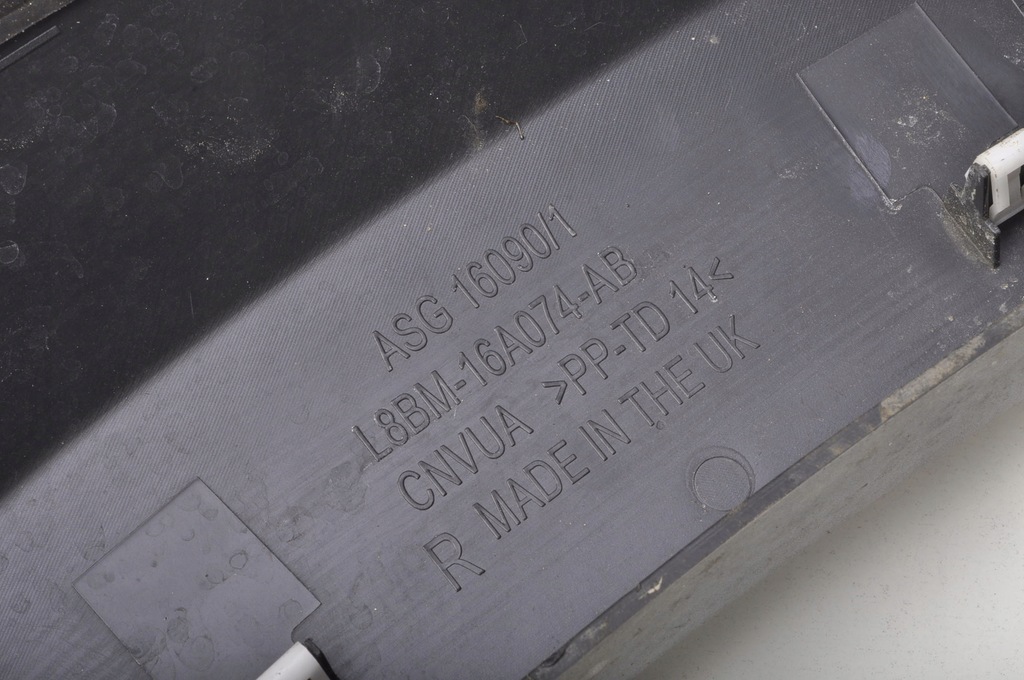 ASG 16090/1
L8BM-16A074-AB
CNVUA >PP-TD 14<
R MADE IN THE UK